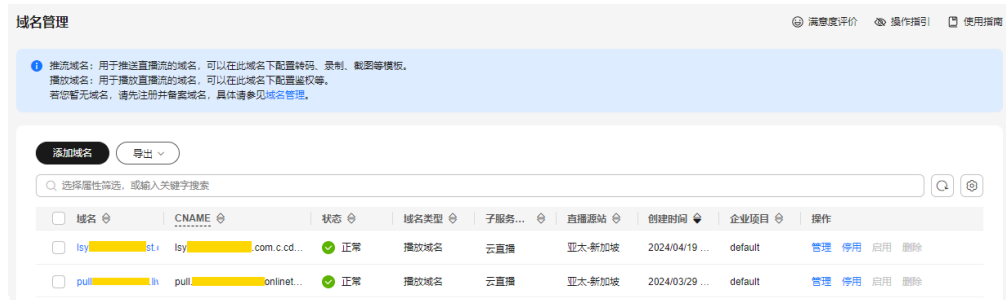 域名管理
满意度评价 操作指引 使用指南
推流域名：用于推送直播流的域名，可以在此域名下配置转码、录制、截图等模板。
播放域名：用于播放直播流的域名，可以在此域名下配置鉴权等。
若您暂无域名，请先注册并备案域名，具体请参见域名管理。
添加域名 导出
选择属性筛选，或输入关键字搜索
域名 CNAME 状态 域名类型 子服务... 直播源站 创建时间 企业项目 操作
lsy st.c lsy .com.c.cd... 正常 播放域名 云直播 亚太-新加坡 2024/04/19 ... default 管理 停用 启用 删除
pull .liv pull. onlinet... 正常 播放域名 云直播 亚太-新加坡 2024/03/29 ... default 管理 停用 启用 删除